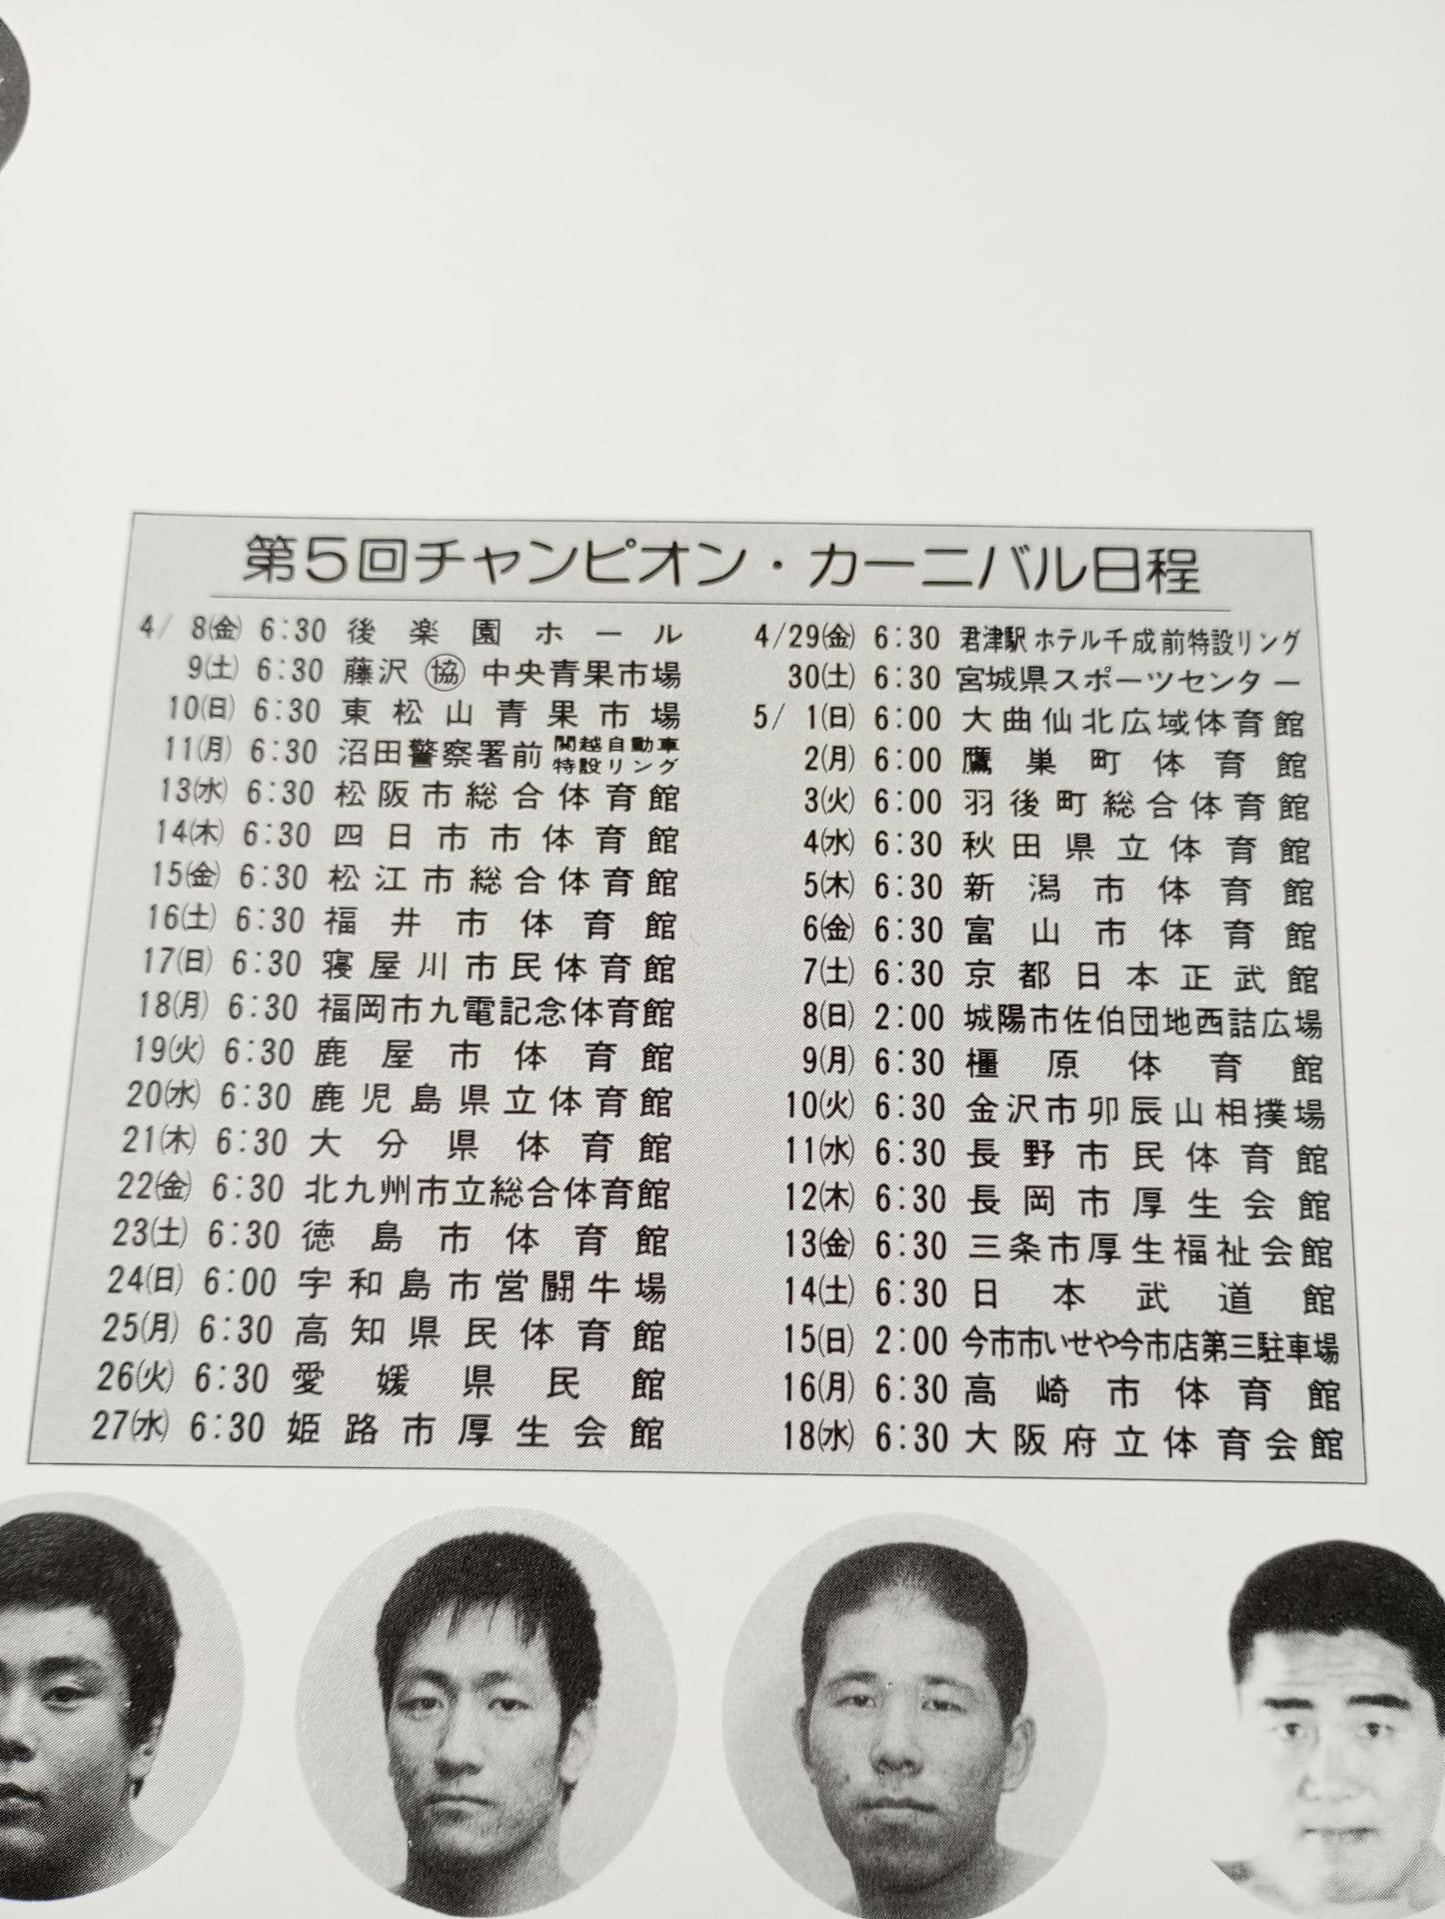 第5回チャンピオン・カーニバル日程
4/ 8(金) 6:30 後楽園ホール
9(土) 6:30 藤沢 ㊿協 中央青果市場
10(日) 6:30 東松山青果市場
11(月) 6:30 沼田警察署前 関越自動車特設リング
13(水) 6:30 松阪市総合体育館
14(木) 6:30 四日市市体育館
15(金) 6:30 松江市総合体育館
16(土) 6:30 福井市体育館
17(日) 6:30 寝屋川市民体育館
18(月) 6:30 福岡市九電記念体育館
19(火) 6:30 鹿屋市体育館
20(水) 6:30 鹿児島県立体育館
21(木) 6:30 大分県体育館
22(金) 6:30 北九州市立総合体育館
23(土) 6:30 徳島市体育館
24(日) 6:00 宇和島市営闘牛場
25(月) 6:30 高知県民体育館
26(火) 6:30 愛媛県民館
27(水) 6:30 姫路市厚生会館
4/29(金) 6:30 君津駅ホテル千成前特設リング
30(土) 6:30 宮城県スポーツセンター
5/ 1(日) 6:00 大曲仙北広域体育館
2(月) 6:00 鷹巣町体育館
3(火) 6:00 羽後町総合体育館
4(水) 6:30 秋田県立体育館
5(木) 6:30 新潟市体育館
6(金) 6:30 富山市体育館
7(土) 6:30 京都日本正武館
8(日) 2:00 城陽市佐伯団地西詰広場
9(月) 6:30 橿原体育館
10(火) 6:30 金沢市卯辰山相撲場
11(水) 6:30 長野市民体育館
12(木) 6:30 長岡市厚生会館
13(金) 6:30 三条市厚生福祉会館
14(土) 6:30 日本武道館
15(日) 2:00 今市市いせや今市店第三駐車場
16(月) 6:30 高崎市体育館
18(水) 6:30 大阪府立体育会館